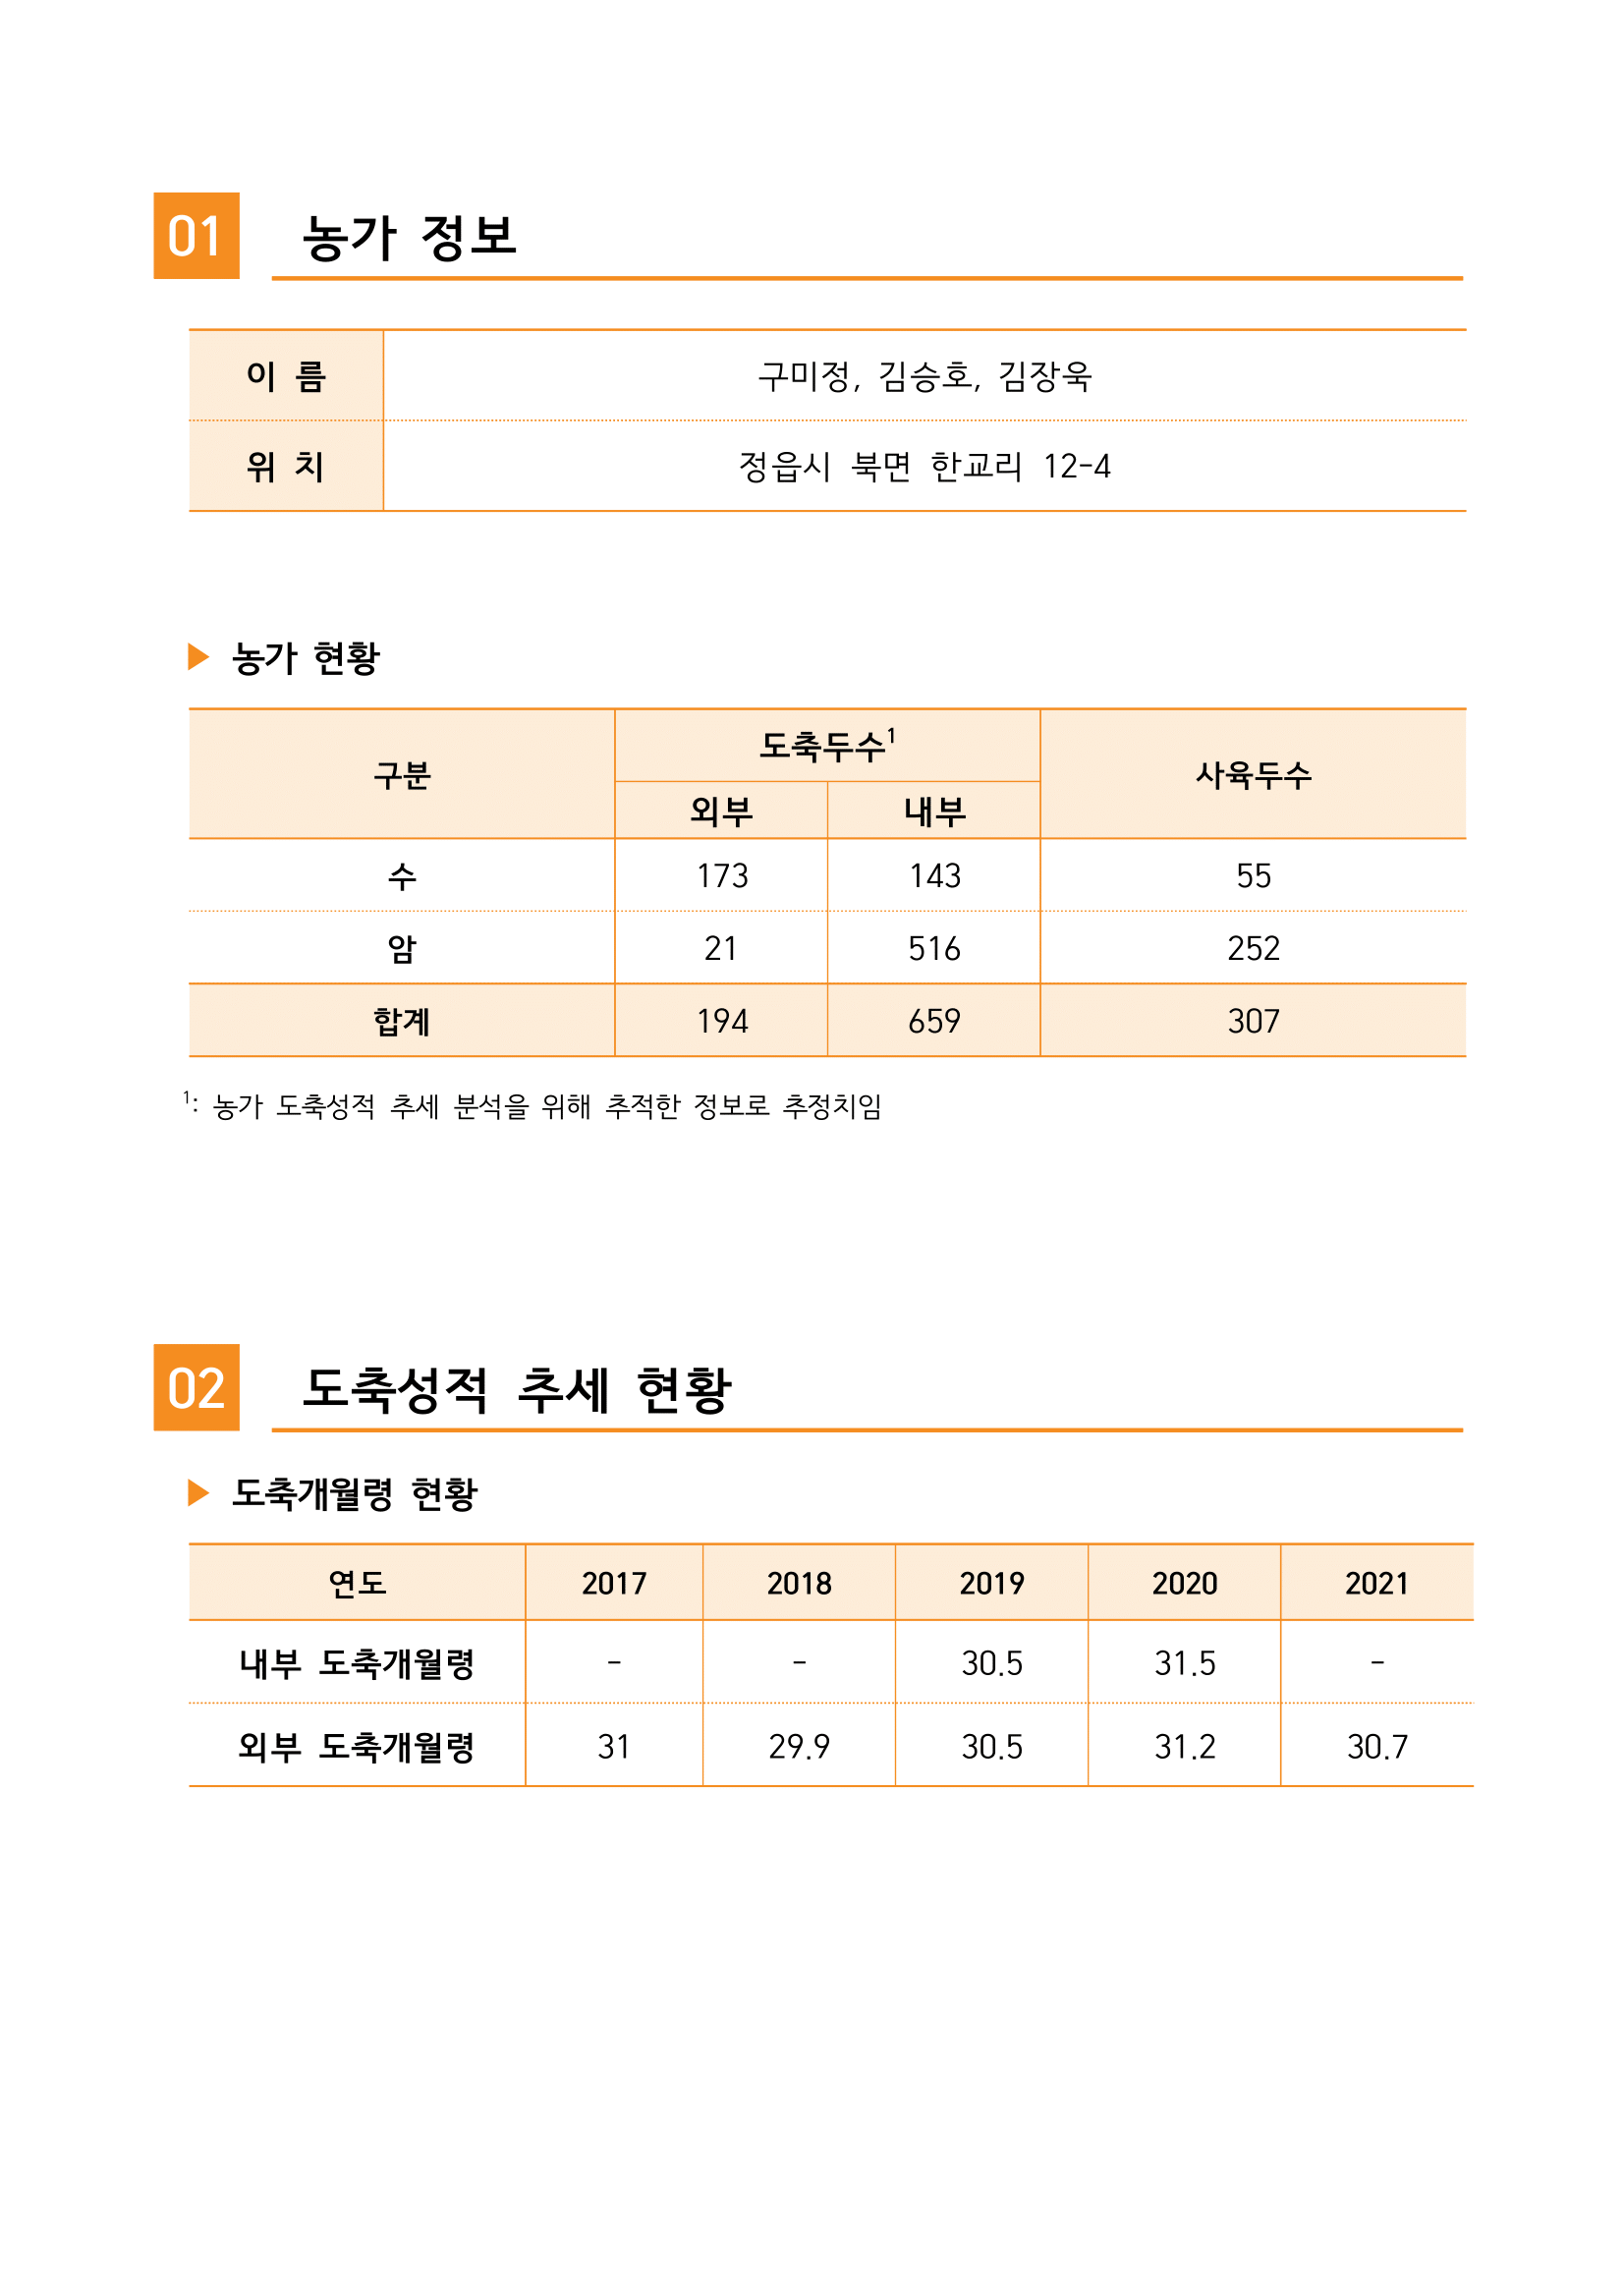 01 농가 정보
이 름 구미정, 김승호, 김장욱
위 치 정읍시 북면 한교리 12-4
▶ 농가 현황
구분 도축두수1 사육두수
외부 내부
수 173 143 55
암 21 516 252
합계 194 659 307
1: 농가 도축성적 추세 분석을 위해 추적한 정보로 추정치임
02 도축성적 추세 현황
▶ 도축개월령 현황
연도 2017 2018 2019 2020 2021
내부 도축개월령 - - 30.5 31.5 -
외부 도축개월령 31 29.9 30.5 31.2 30.7